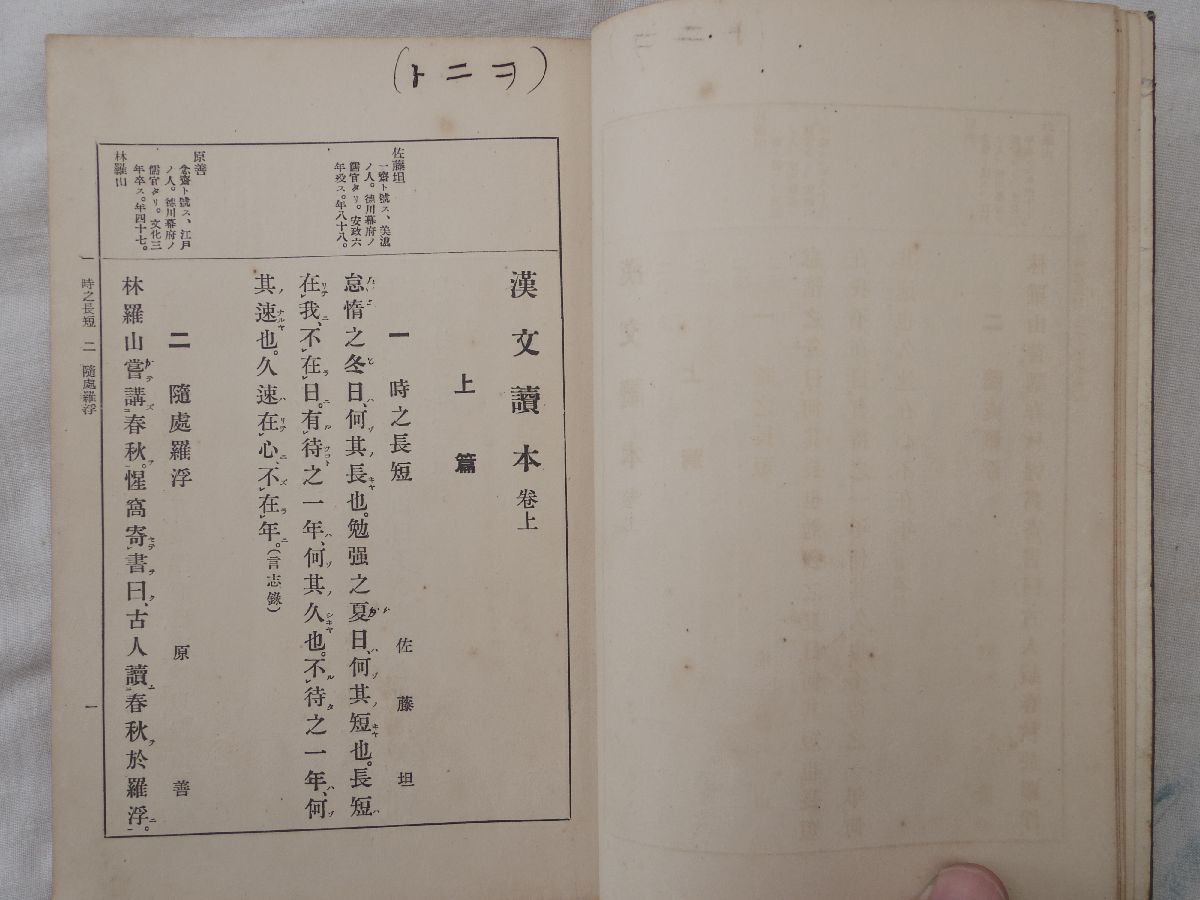 (トニヲ)
漢文讀本 卷上
上篇
一 時之長短 佐藤坦
怠惰之冬日、何其長也。勉强之夏日、何其短也。長短
在我、不在日。有待之一年、何其久也。不待之一年、何
其速也。久速在心、不在年。(言志錄)
二 隨處羅浮 原善
林羅山嘗講春秋。惺窩寄書曰、古人讀春秋於羅浮。
佐藤坦
一齋ト號ス、美濃
ノ人。德川幕府ノ
儒官タリ。安政六
年歿ス。年八十八。
原善
念齋ト號ス、江戶
ノ人。德川幕府ノ
儒官タリ。文化三
年卒ス。年四十七。
林羅山
一 時之長短 二 隨處羅浮
一